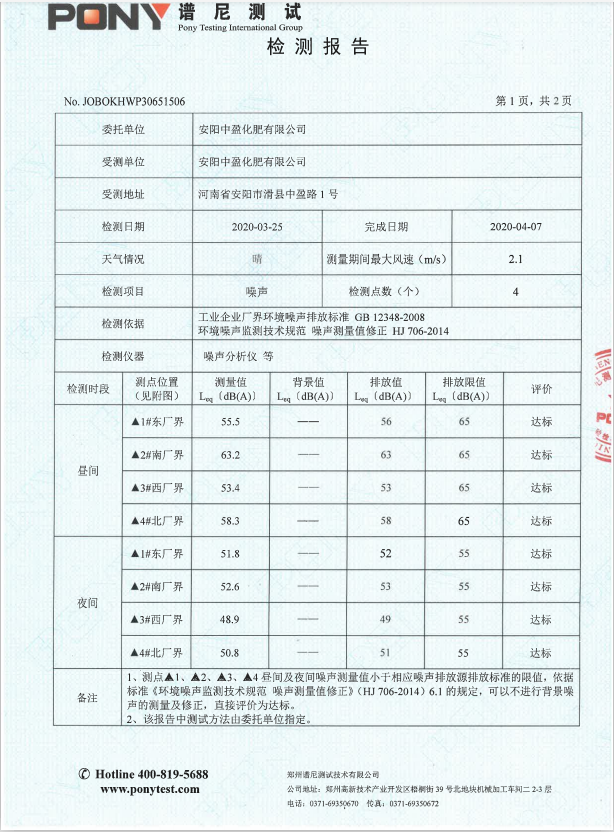 PONY 谱尼测试
Pony Testing International Group
检测报告
No. JOBOKHWP30651506 第 1 页，共 2 页
委托单位 安阳中盈化肥有限公司
受测单位 安阳中盈化肥有限公司
受测地址 河南省安阳市滑县中盈路 1 号
检测日期 2020-03-25 完成日期 2020-04-07
天气情况 晴 测量期间最大风速（m/s） 2.1
检测项目 噪声 检测点数（个） 4
检测依据 工业企业厂界环境噪声排放标准 GB 12348-2008
环境噪声监测技术规范 噪声测量值修正 HJ 706-2014
检测仪器 噪声分析仪 等
检测时段 测点位置（见附图） 测量值 Leq〔dB(A)〕 背景值 Leq〔dB(A)〕 排放值 Leq〔dB(A)〕 排放限值 Leq〔dB(A)〕 评价
昼间 ▲1#东厂界 55.5 —— 56 65 达标
▲2#南厂界 63.2 —— 63 65 达标
▲3#西厂界 53.4 —— 53 65 达标
▲4#北厂界 58.3 —— 58 65 达标
夜间 ▲1#东厂界 51.8 —— 52 55 达标
▲2#南厂界 52.6 —— 53 55 达标
▲3#西厂界 48.9 —— 49 55 达标
▲4#北厂界 50.8 —— 51 55 达标
备注 1、测点▲1、▲2、▲3、▲4 昼间及夜间噪声测量值小于相应噪声排放源排放标准的限值，依据
标准《环境噪声监测技术规范 噪声测量值修正》（HJ 706-2014）6.1 的规定，可以不进行背景噪
声的测量及修正，直接评价为达标。
2、该报告中测试方法由委托单位指定。
✆ Hotline 400-819-5688
www.ponytest.com
郑州谱尼测试技术有限公司
公司地址：郑州高新技术产业开发区梧桐街 39 号北地块机械加工车间二 2-3 层
电话：0371-69350670 传真：0371-69350672